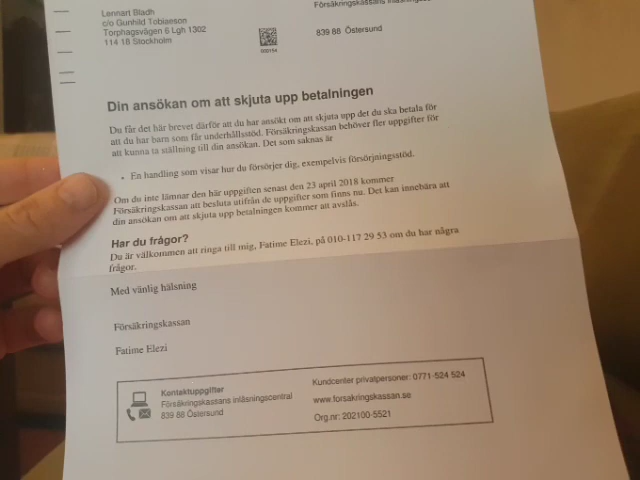 Lennart Bladh
c/o Gunhild Tobiaeson
Torphagsvägen 6 Lgh 1302
114 18 Stockholm
Försäkringskassans inläsningscentral
839 88 Östersund
000154
Din ansökan om att skjuta upp betalningen
Du får det här brevet därför att du har ansökt om att skjuta upp det du ska betala för
att du har barn som får underhållsstöd. Försäkringskassan behöver fler uppgifter för
att kunna ta ställning till din ansökan. Det som saknas är
• En handling som visar hur du försörjer dig, exempelvis försörjningsstöd.
Om du inte lämnar den här uppgiften senast den 23 april 2018 kommer
Försäkringskassan att besluta utifrån de uppgifter som finns nu. Det kan innebära att
din ansökan om att skjuta upp betalningen kommer att avslås.
Har du frågor?
Du är välkommen att ringa till mig, Fatime Elezi, på 010-117 29 53 om du har några
frågor.
Med vänlig hälsning
Försäkringskassan
Fatime Elezi
Kontaktuppgifter
Försäkringskassans inläsningscentral
839 88 Östersund
Kundcenter privatpersoner: 0771-524 524
www.forsakringskassan.se
Org.nr: 202100-5521